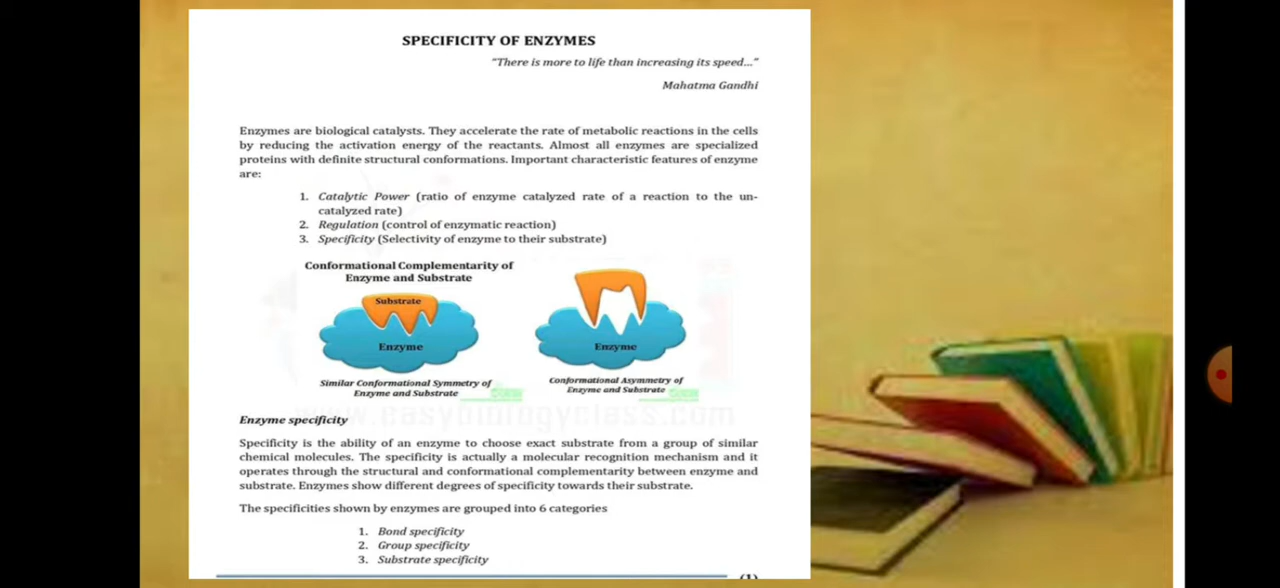 SPECIFICITY OF ENZYMES
“There is more to life than increasing its speed...”
Mahatma Gandhi
Enzymes are biological catalysts. They accelerate the rate of metabolic reactions in the cells
by reducing the activation energy of the reactants. Almost all enzymes are specialized
proteins with definite structural conformations. Important characteristic features of enzyme
are:
1. Catalytic Power (ratio of enzyme catalyzed rate of a reaction to the un-
catalyzed rate)
2. Regulation (control of enzymatic reaction)
3. Specificity (Selectivity of enzyme to their substrate)
Conformational Complementarity of
Enzyme and Substrate
Substrate
Enzyme
Similar Conformational Symmetry of
Enzyme and Substrate
Enzyme
Conformational Asymmetry of
Enzyme and Substrate
www.easybiologyclass.com
Enzyme specificity
Specificity is the ability of an enzyme to choose exact substrate from a group of similar
chemical molecules. The specificity is actually a molecular recognition mechanism and it
operates through the structural and conformational complementarity between enzyme and
substrate. Enzymes show different degrees of specificity towards their substrate.
The specificities shown by enzymes are grouped into 6 categories
1. Bond specificity
2. Group specificity
3. Substrate specificity
(1)